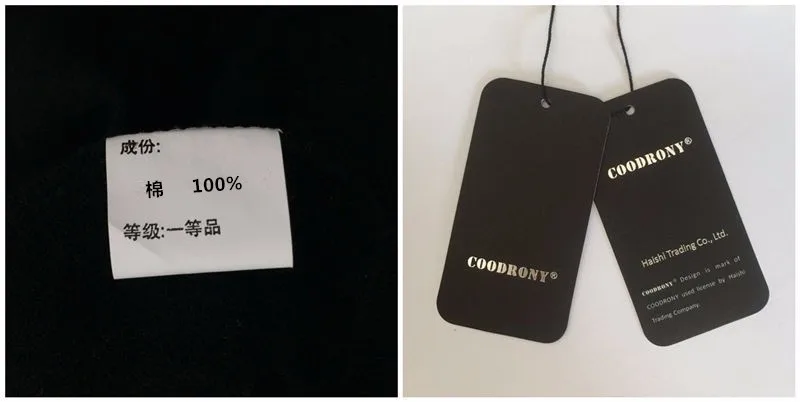 成份:
棉 100%
等级:一等品
COODRONY®
COODRONY®
Haishi Trading Co., Ltd.
COODRONY® Design is mark of
COODRONY used license by Haishi
Trading Company.